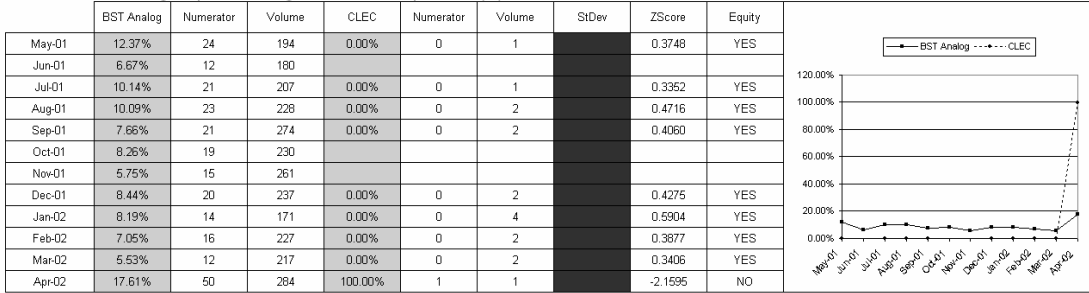 BST Analog Numerator Volume CLEC Numerator Volume StDev ZScore Equity
May-01 12.37% 24 194 0.00% 0 1 0.3748 YES
Jun-01 6.67% 12 180
Jul-01 10.14% 21 207 0.00% 0 1 0.3352 YES
Aug-01 10.09% 23 228 0.00% 0 2 0.4716 YES
Sep-01 7.66% 21 274 0.00% 0 2 0.4060 YES
Oct-01 8.26% 19 230
Nov-01 5.75% 15 261
Dec-01 8.44% 20 237 0.00% 0 2 0.4275 YES
Jan-02 8.19% 14 171 0.00% 0 4 0.5904 YES
Feb-02 7.05% 16 227 0.00% 0 2 0.3877 YES
Mar-02 5.53% 12 217 0.00% 0 2 0.3406 YES
Apr-02 17.61% 50 284 100.00% 1 1 -2.1595 NO
BST Analog CLEC
120.00%
100.00%
80.00%
60.00%
40.00%
20.00%
0.00%
May-01 Jun-01 Jul-01 Aug-01 Sep-01 Oct-01 Nov-01 Dec-01 Jan-02 Feb-02 Mar-02 Apr-02